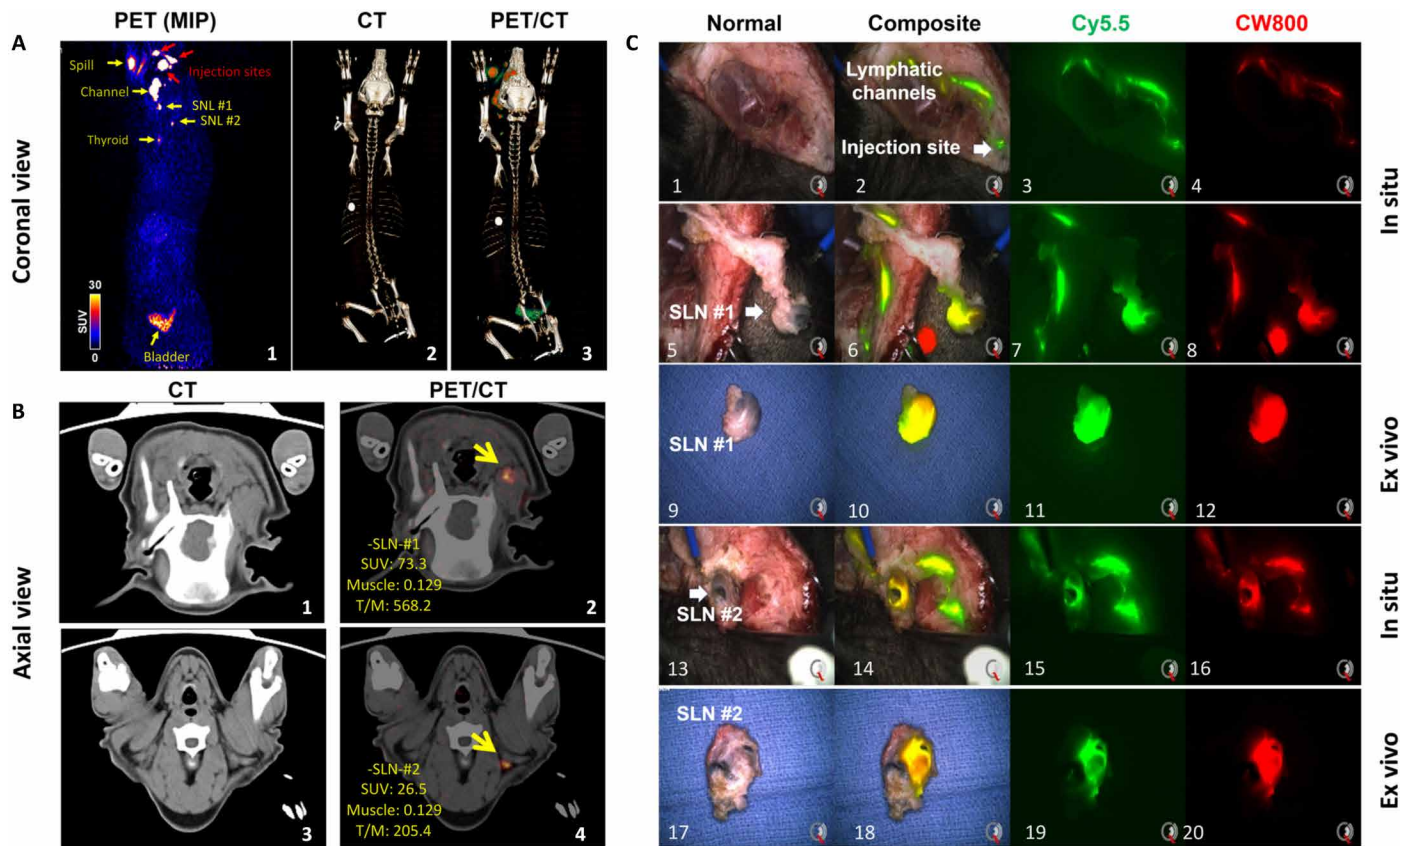 A
Coronal view
PET (MIP)
CT
PET/CT
Spill
Injection sites
Channel
SNL #1
SNL #2
Thyroid
30
SUV
0
Bladder
1
2
3
B
Axial view
CT
PET/CT
1
-SLN-#1
SUV: 73.3
Muscle: 0.129
T/M: 568.2
2
3
-SLN-#2
SUV: 26.5
Muscle: 0.129
T/M: 205.4
4
C
Normal
Composite
Cy5.5
CW800
Lymphatic
channels
Injection site
1
2
3
4
In situ
SLN #1
5
6
7
8
SLN #1
9
10
11
12
Ex vivo
SLN #2
13
14
15
16
In situ
SLN #2
17
18
19
20
Ex vivo